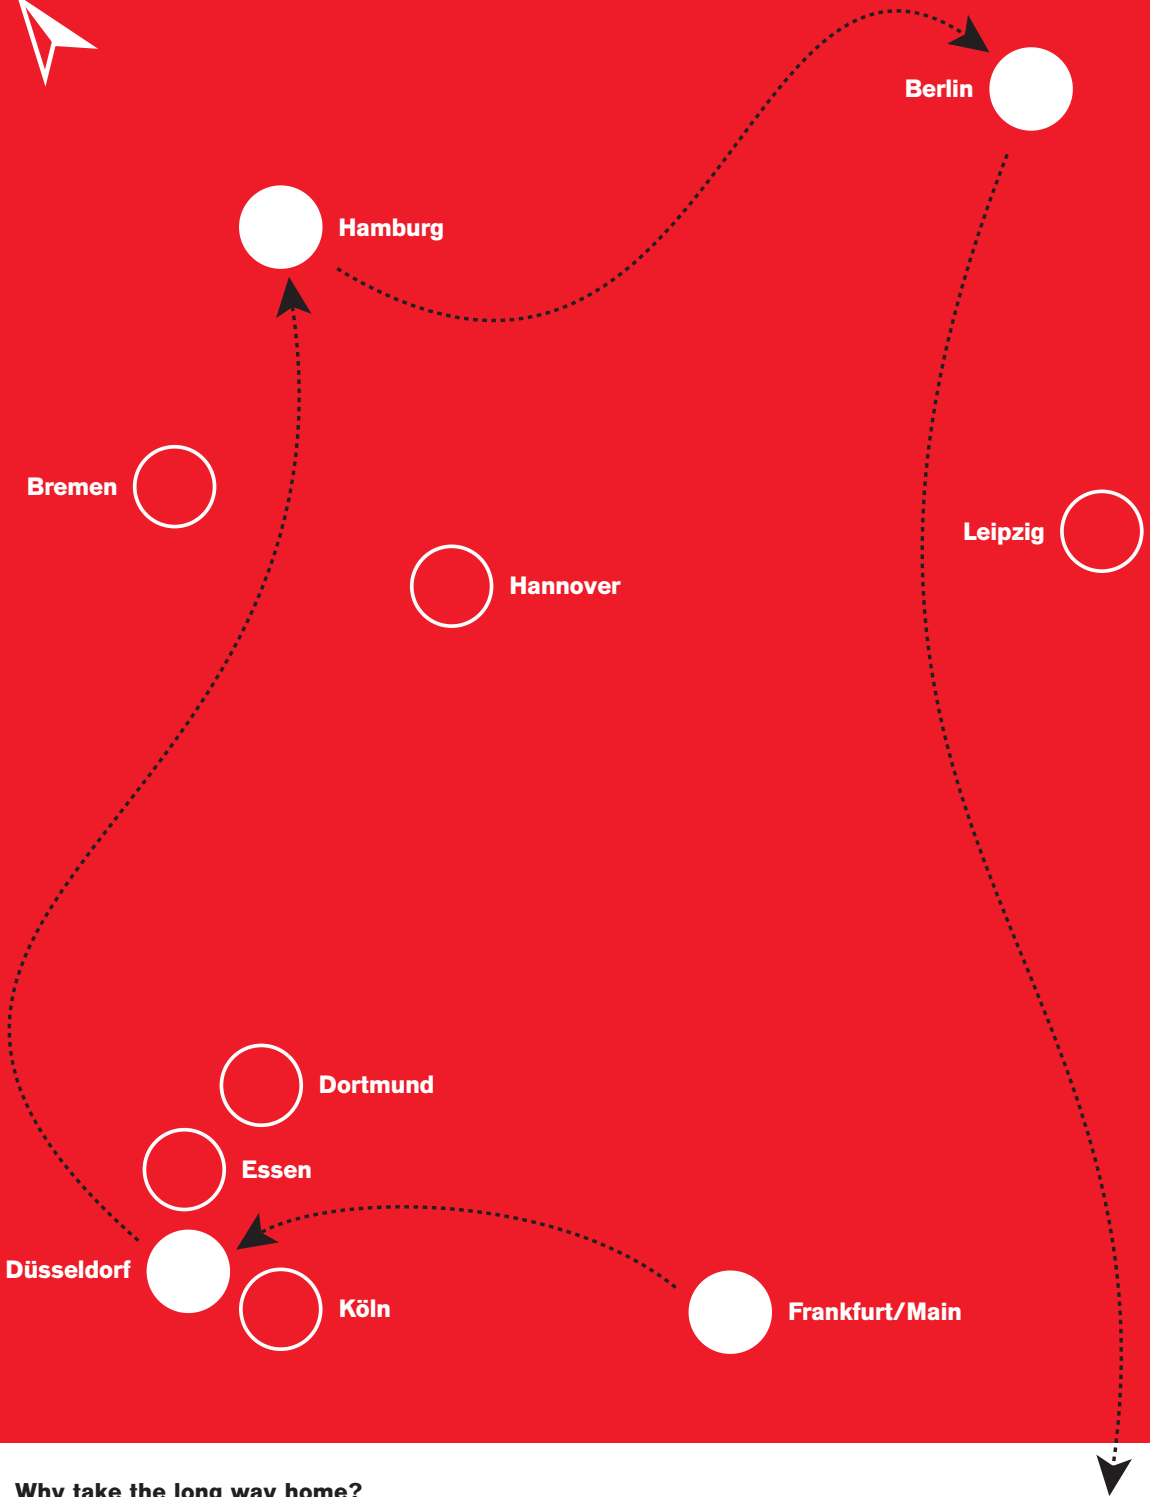 Berlin
Hamburg
Bremen
Leipzig
Hannover
Dortmund
Essen
Düsseldorf
Köln
Frankfurt/Main
Why take the long way home?